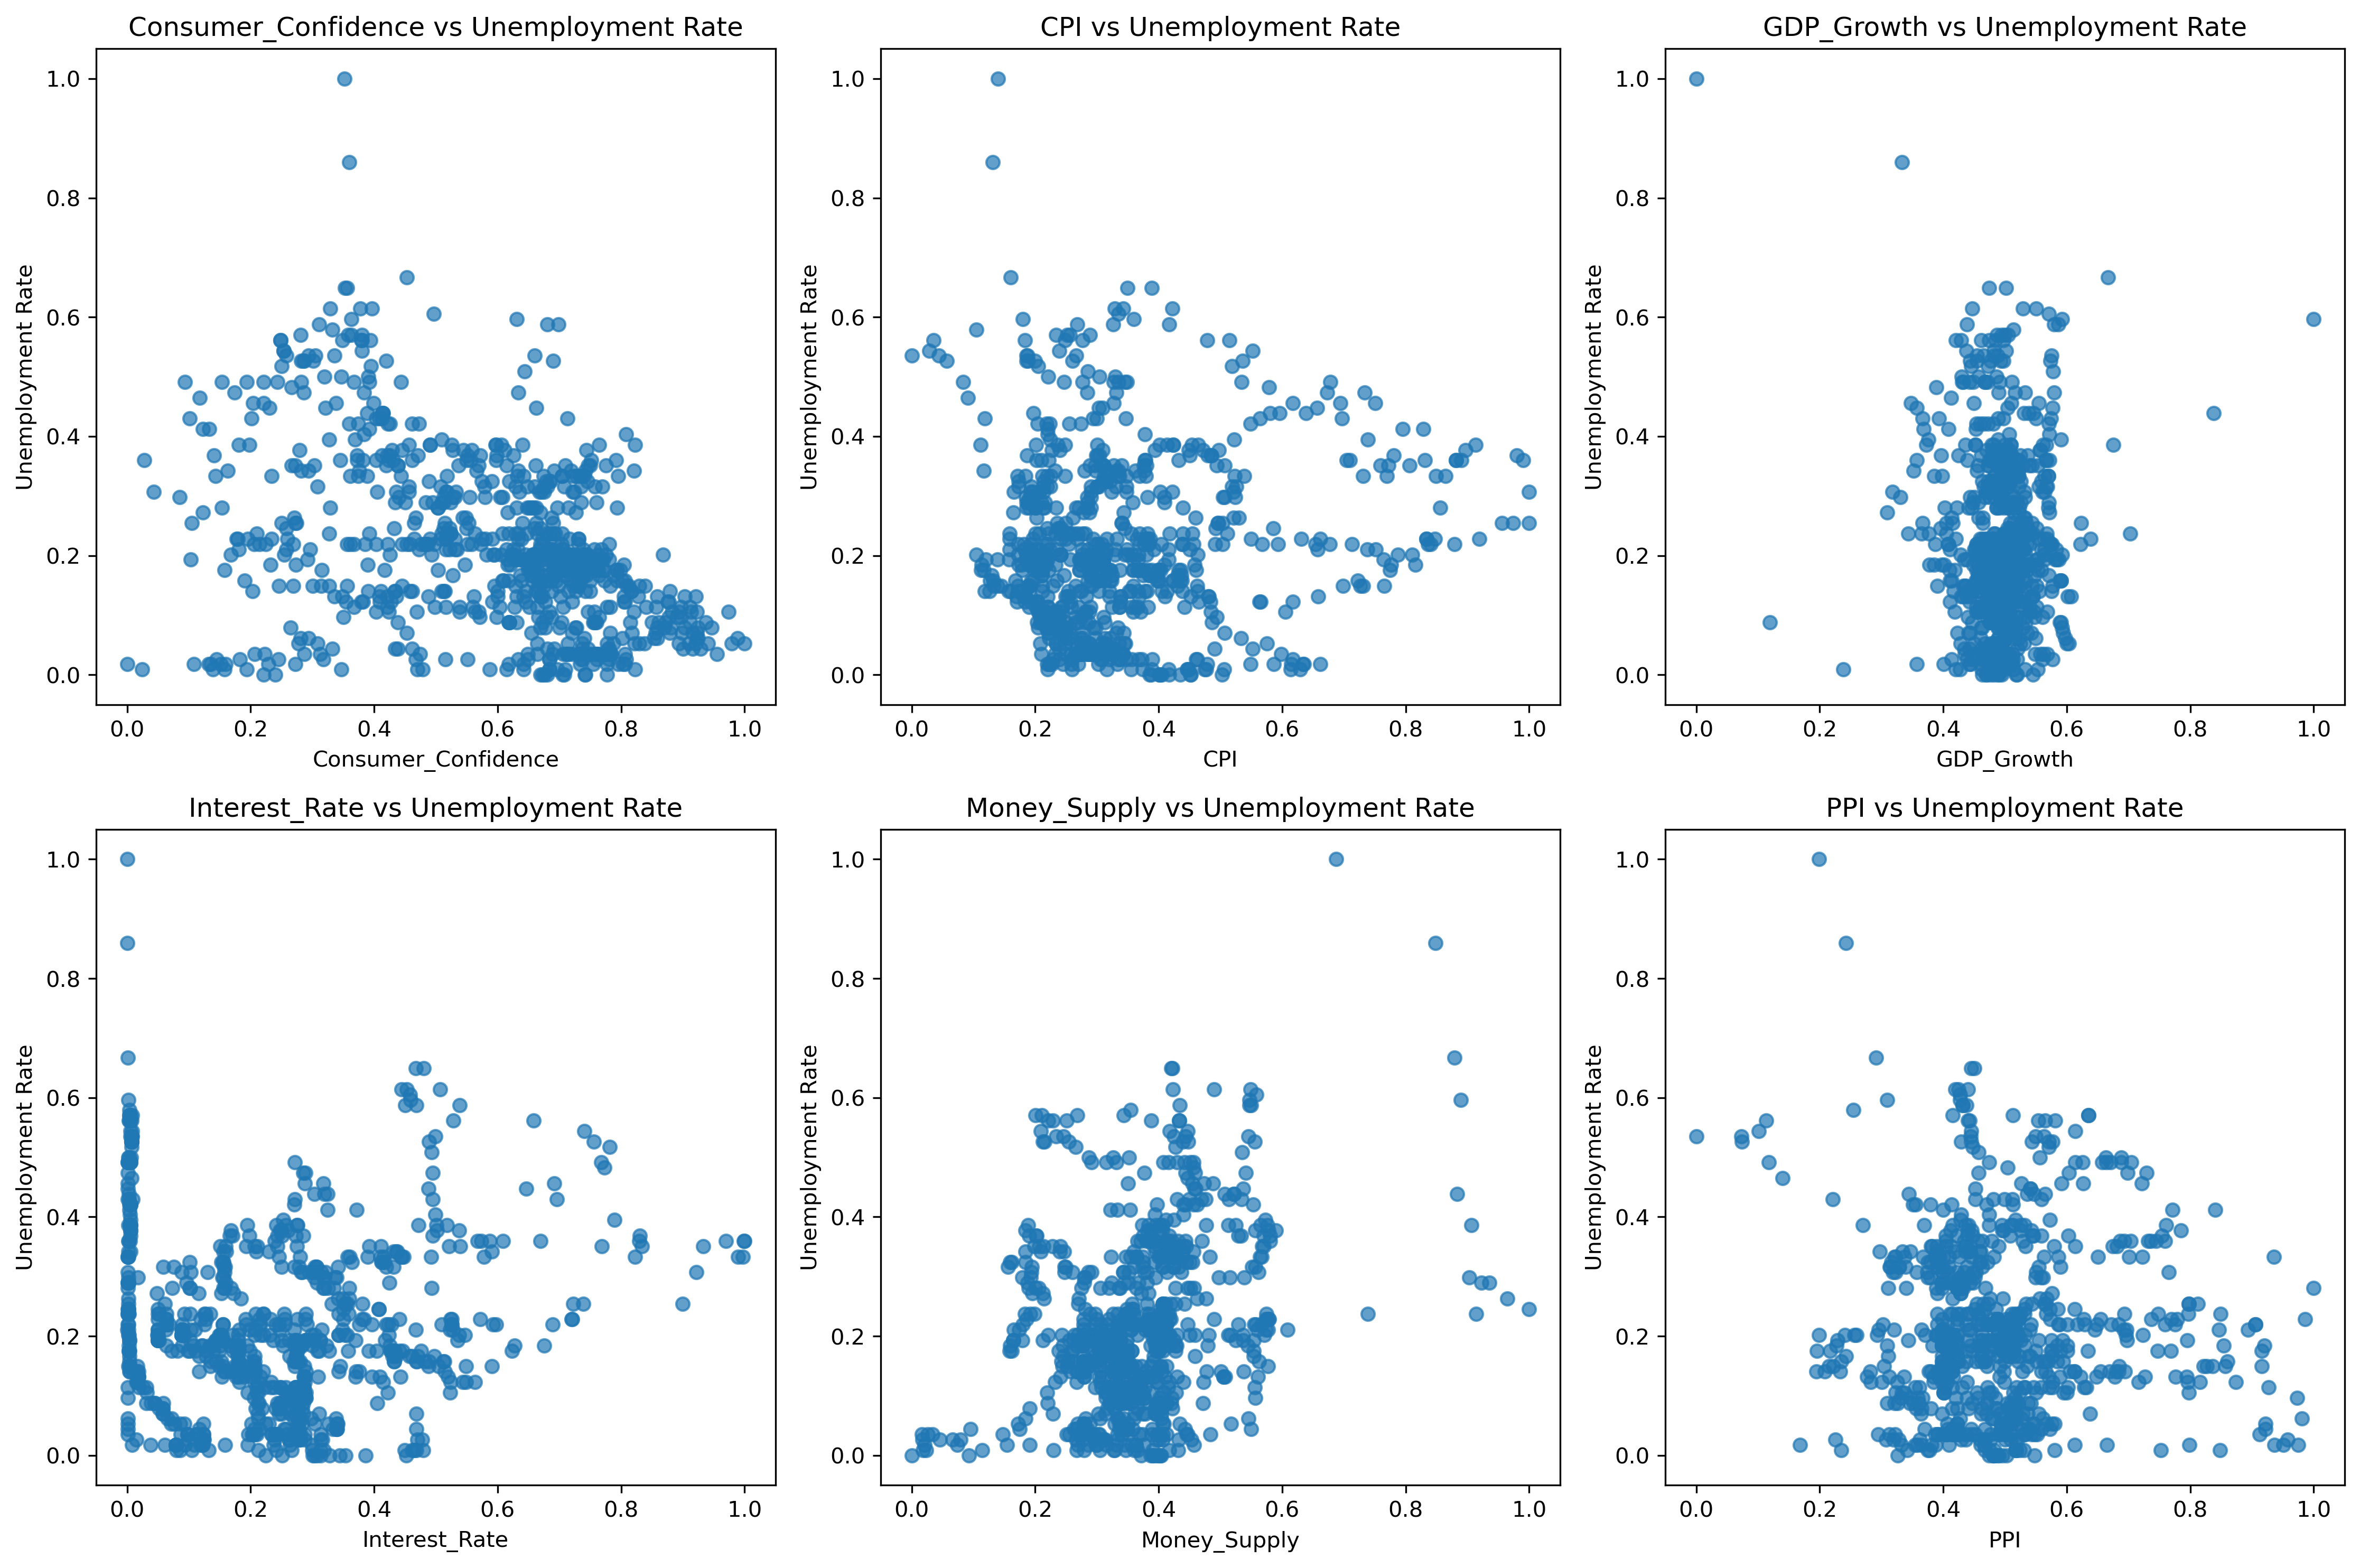 Consumer_Confidence vs Unemployment Rate
1.0
0.8
0.6
0.4
0.2
0.0
Unemployment Rate
0.0 0.2 0.4 0.6 0.8 1.0
Consumer_Confidence
CPI vs Unemployment Rate
1.0
0.8
0.6
0.4
0.2
0.0
Unemployment Rate
0.0 0.2 0.4 0.6 0.8 1.0
CPI
GDP_Growth vs Unemployment Rate
1.0
0.8
0.6
0.4
0.2
0.0
Unemployment Rate
0.0 0.2 0.4 0.6 0.8 1.0
GDP_Growth
Interest_Rate vs Unemployment Rate
1.0
0.8
0.6
0.4
0.2
0.0
Unemployment Rate
0.0 0.2 0.4 0.6 0.8 1.0
Interest_Rate
Money_Supply vs Unemployment Rate
1.0
0.8
0.6
0.4
0.2
0.0
Unemployment Rate
0.0 0.2 0.4 0.6 0.8 1.0
Money_Supply
PPI vs Unemployment Rate
1.0
0.8
0.6
0.4
0.2
0.0
Unemployment Rate
0.0 0.2 0.4 0.6 0.8 1.0
PPI